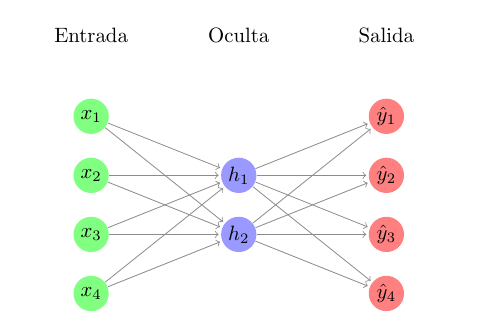 Entrada Oculta Salida
x₁ ŷ₁
x₂ h₁ ŷ₂
x₃ h₂ ŷ₃
x₄ ŷ₄